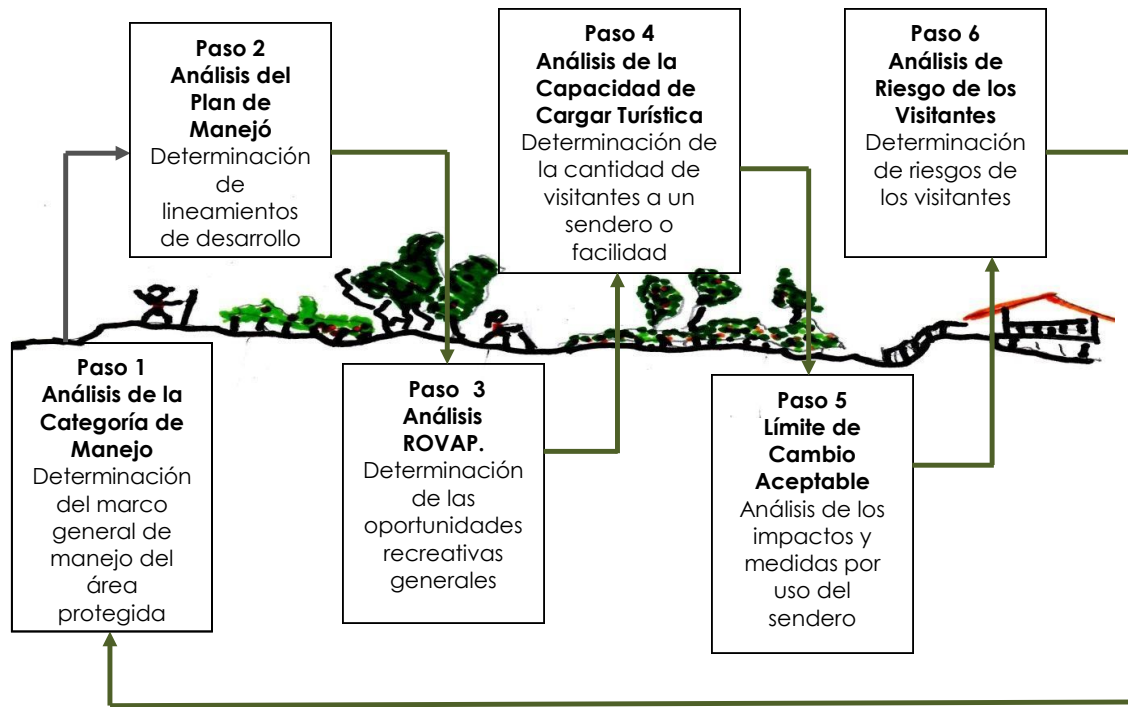 Paso 2
Análisis del
Plan de
Manejó
Determinación
de
lineamientos
de desarrollo
Paso 4
Análisis de la
Capacidad de
Cargar Turística
Determinación de
la cantidad de
visitantes a un
sendero o
facilidad
Paso 6
Análisis de
Riesgo de los
Visitantes
Determinación
de riesgos de
los visitantes
Paso 1
Análisis de la
Categoría de
Manejo
Determinación
del marco
general de
manejo del
área
protegida
Paso 3
Análisis
ROVAP.
Determinación
de las
oportunidades
recreativas
generales
Paso 5
Límite de
Cambio
Aceptable
Análisis de los
impactos y
medidas por
uso del
sendero